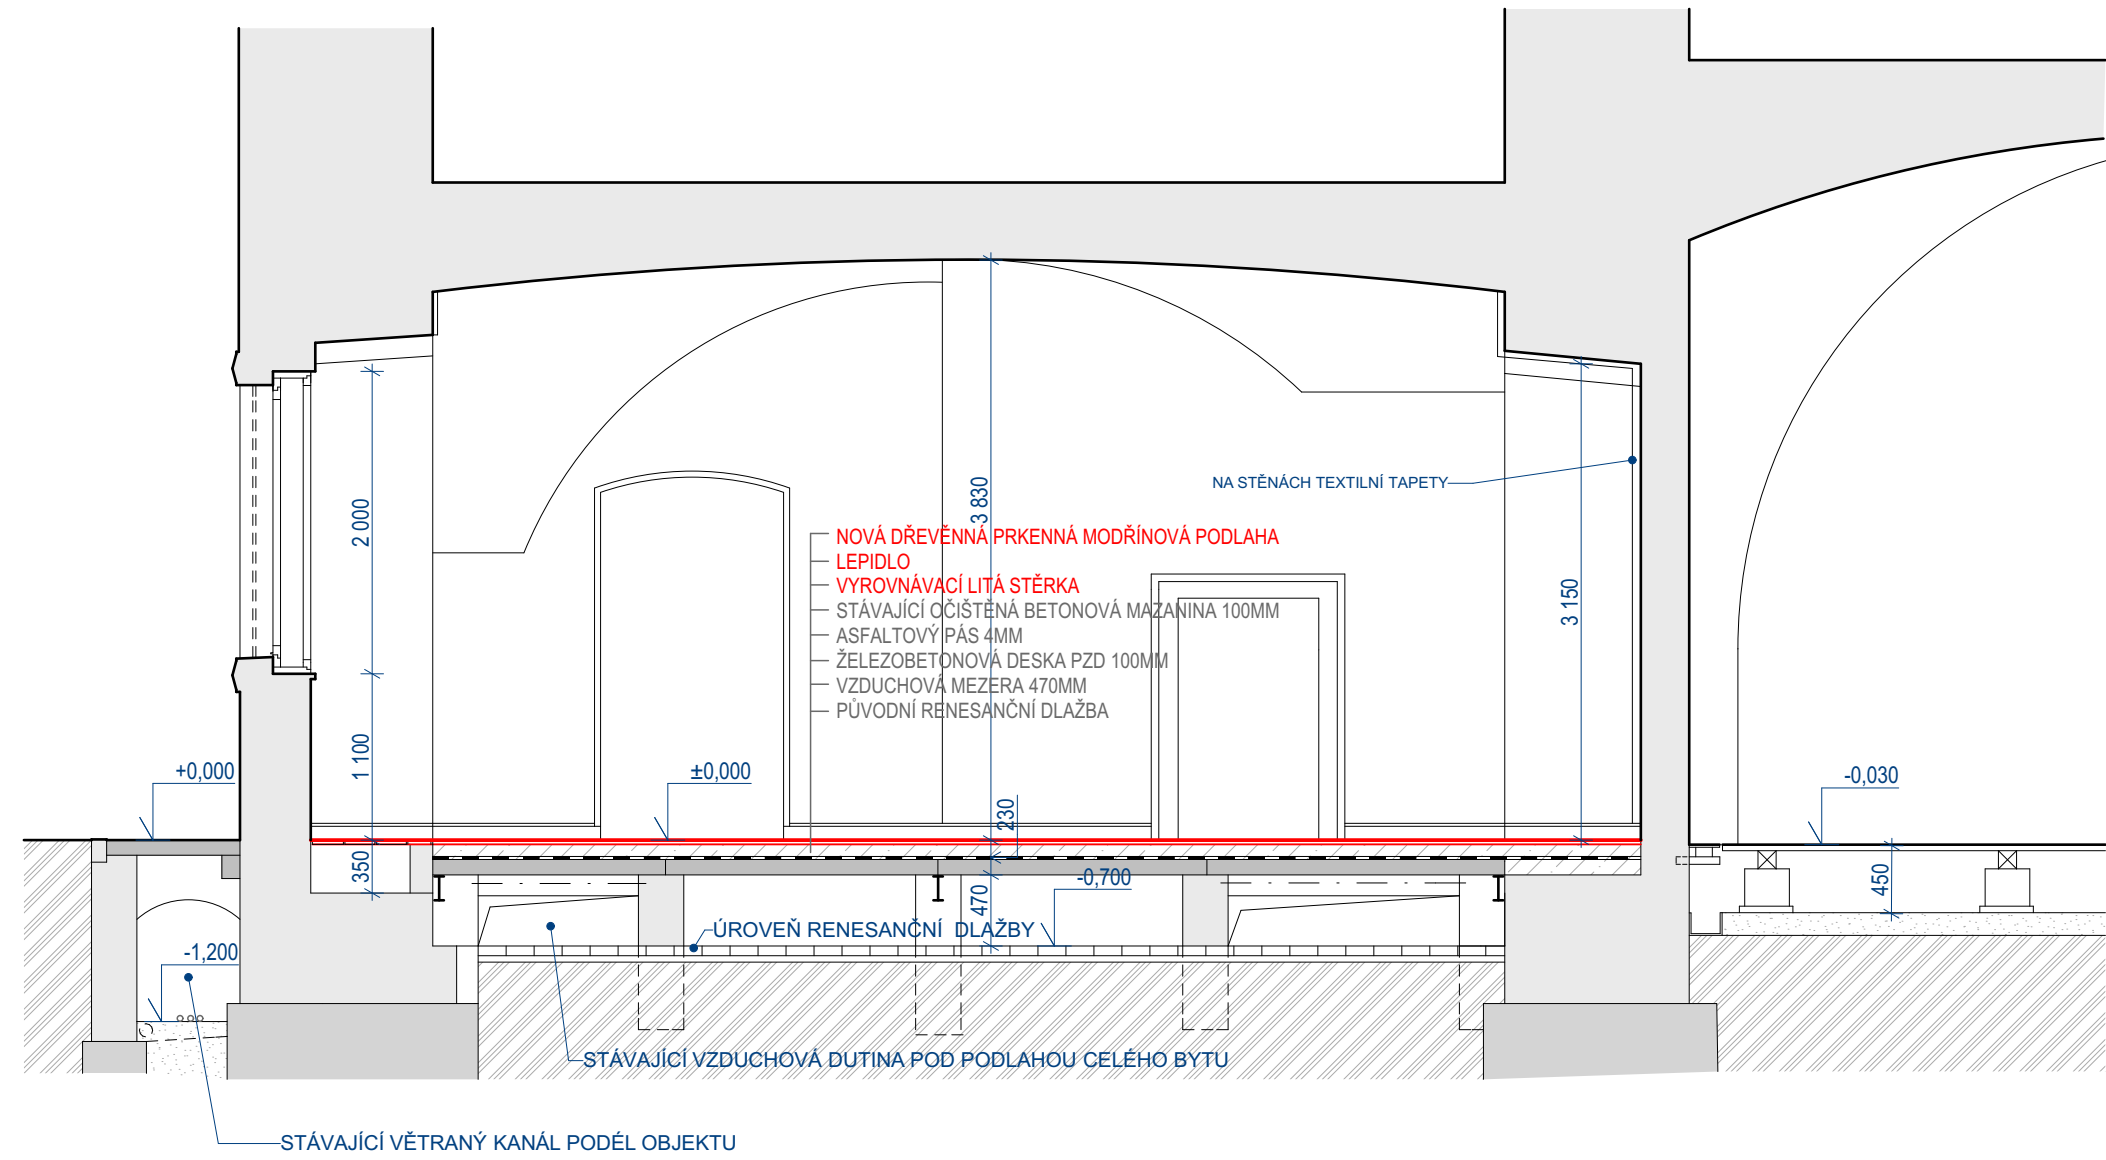 3 830
NA STĚNÁCH TEXTILNÍ TAPETY
2 000
NOVÁ DŘEVĚNNÁ PRKENNÁ MODŘÍNOVÁ PODLAHA
LEPIDLO
VYROVNÁVACÍ LITÁ STĚRKA
STÁVAJÍCÍ OČIŠTĚNÁ BETONOVÁ MAZANINA 100MM
ASFALTOVÝ PÁS 4MM
ŽELEZOBETONOVÁ DESKA PZD 100MM
VZDUCHOVÁ MEZERA 470MM
PŮVODNÍ RENESANČNÍ DLAŽBA
3 150
1 100
+0,000
±0,000
-0,030
230
350
-0,700
470
450
ÚROVEŇ RENESANČNÍ DLAŽBY
-1,200
STÁVAJÍCÍ VZDUCHOVÁ DUTINA POD PODLAHOU CELÉHO BYTU
STÁVAJÍCÍ VĚTRANÝ KANÁL PODÉL OBJEKTU